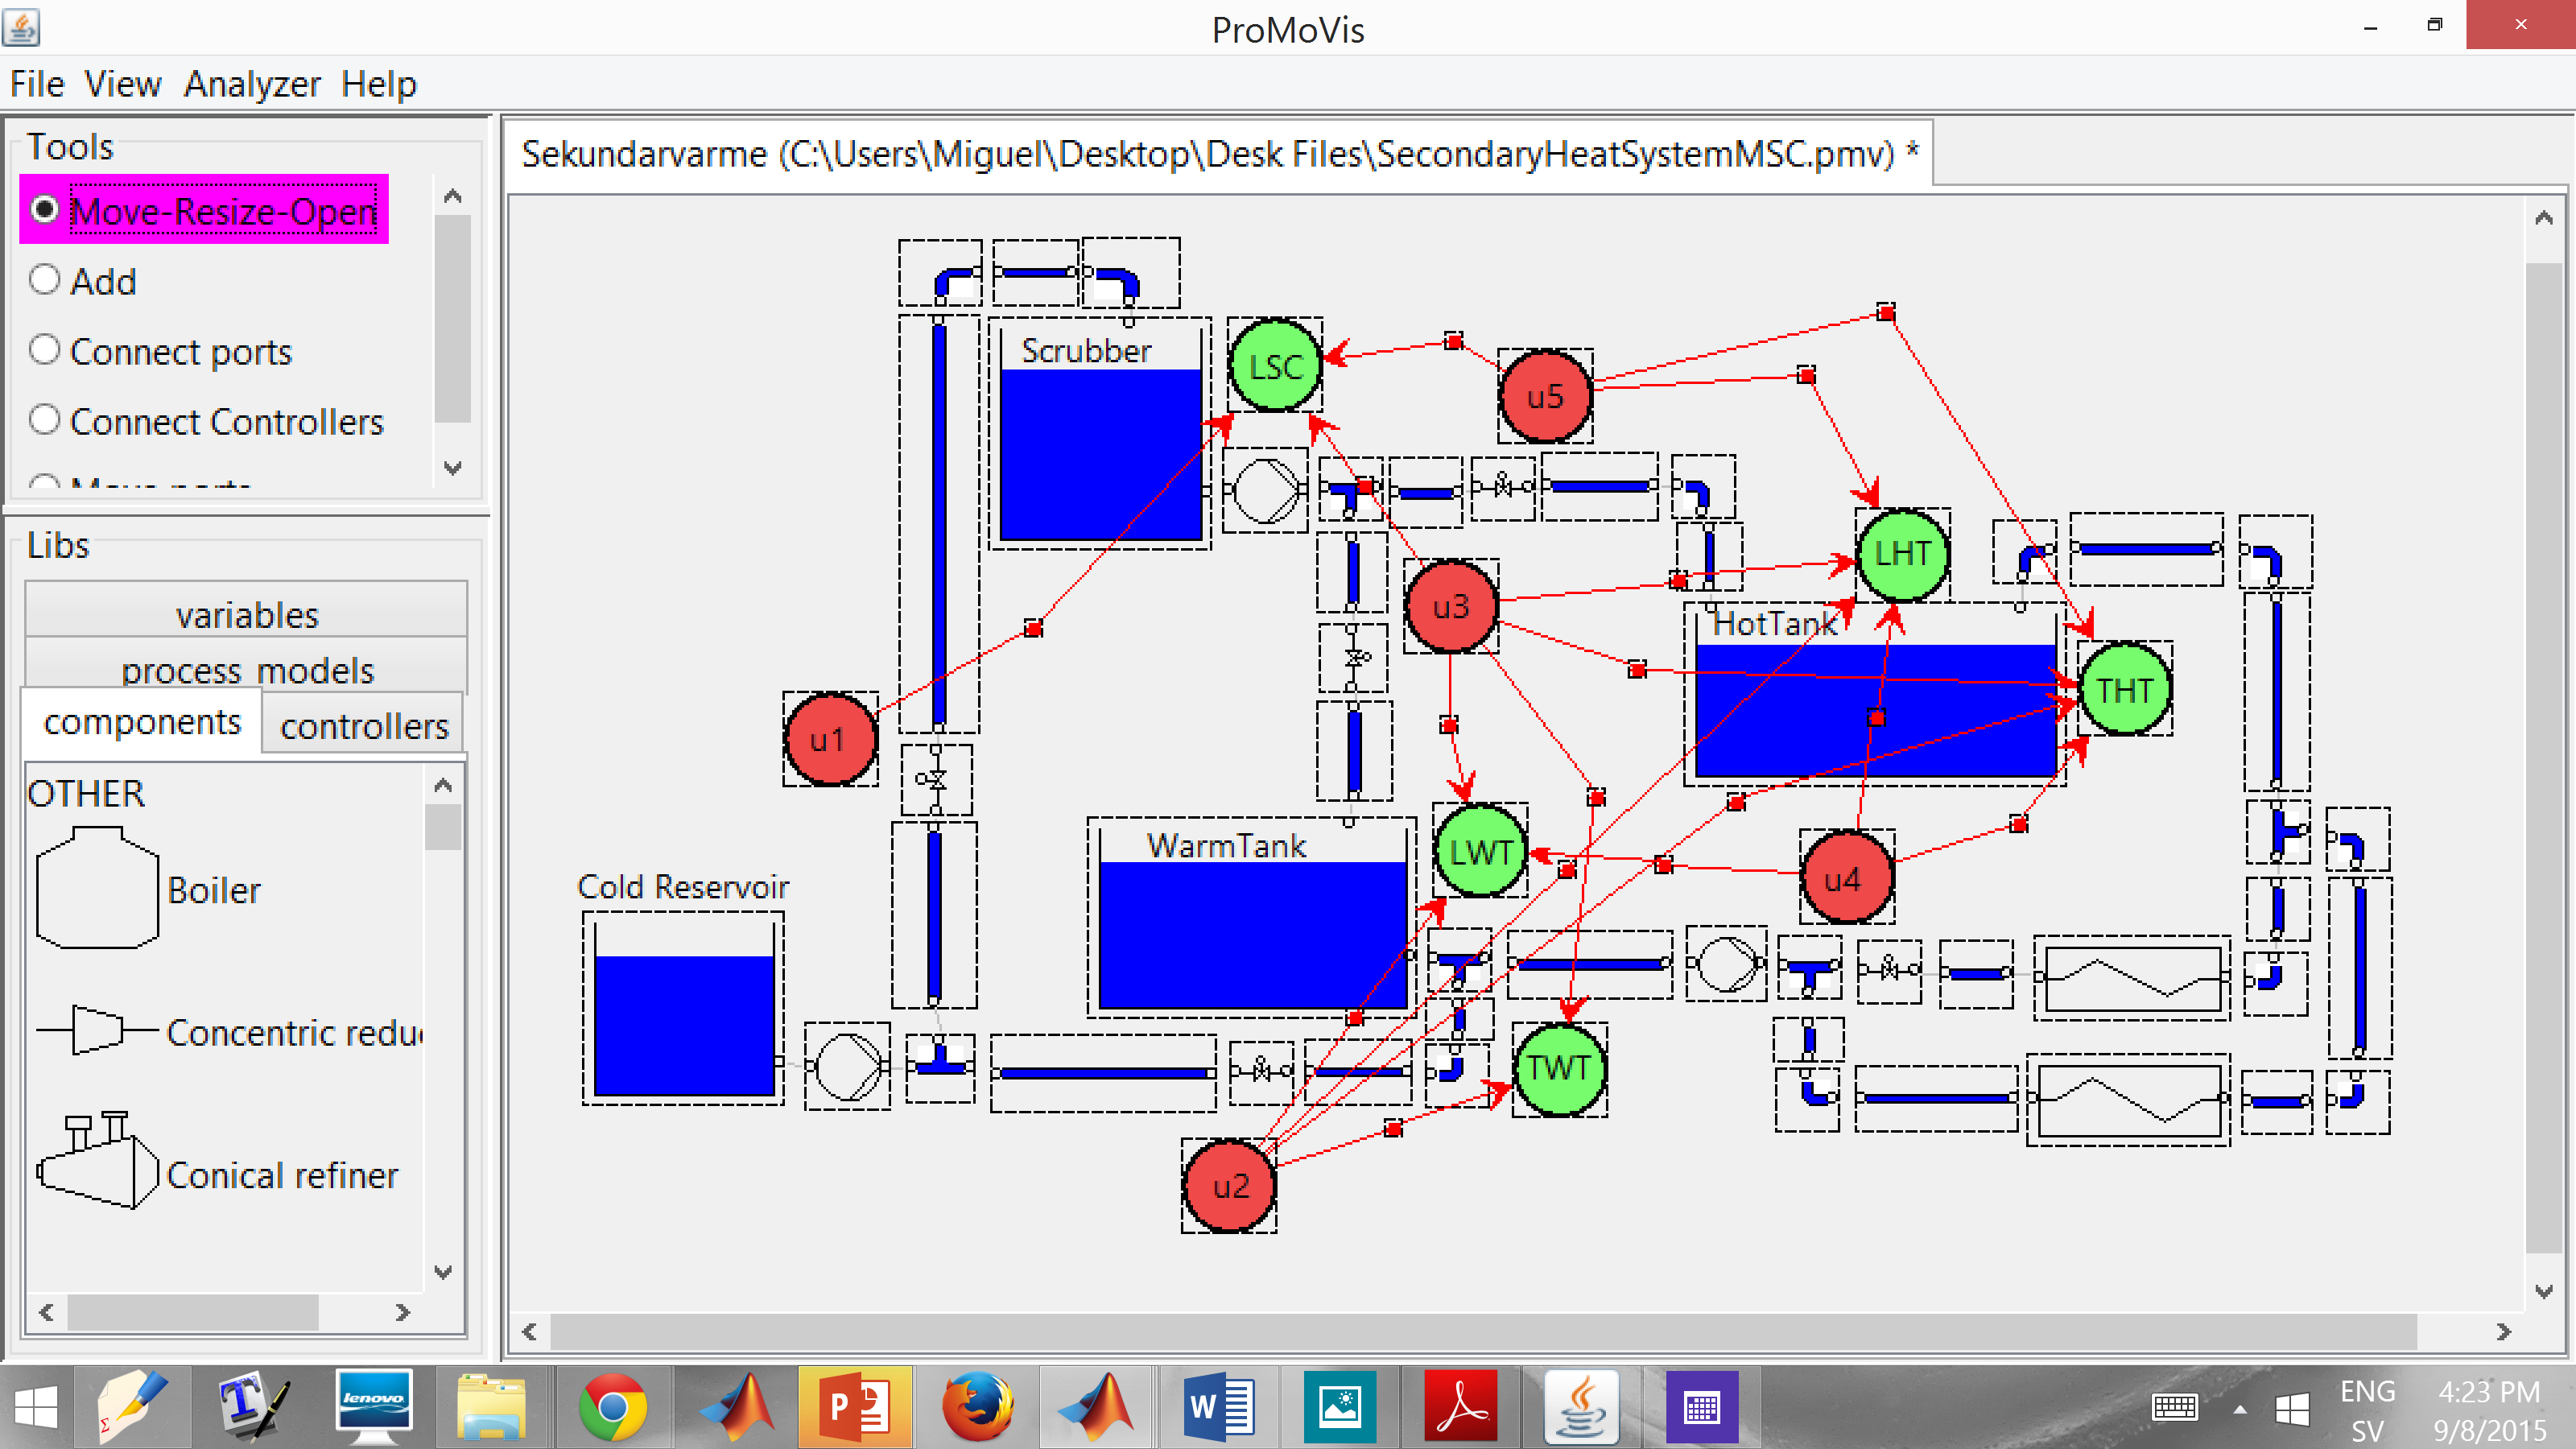 ProMoVis
File View Analyzer Help
Tools
Move-Resize-Open
Add
Connect ports
Connect Controllers
Libs
variables
process_models
components
controllers
OTHER
Boiler
Concentric
Conical refiner
Sekundarvarme (C:\Users\Miguel\Desktop\Desk Files\SecondaryHeatSystemMSC.pmv) *
Scrubber
LSC
u5
LHT
u3
HotTank
THT
u1
WarmTank
LWT
u4
Cold Reservoir
TWT
u2
Σ
T
lenovo
P
W
ENG
SV
4:23 PM
9/8/2015